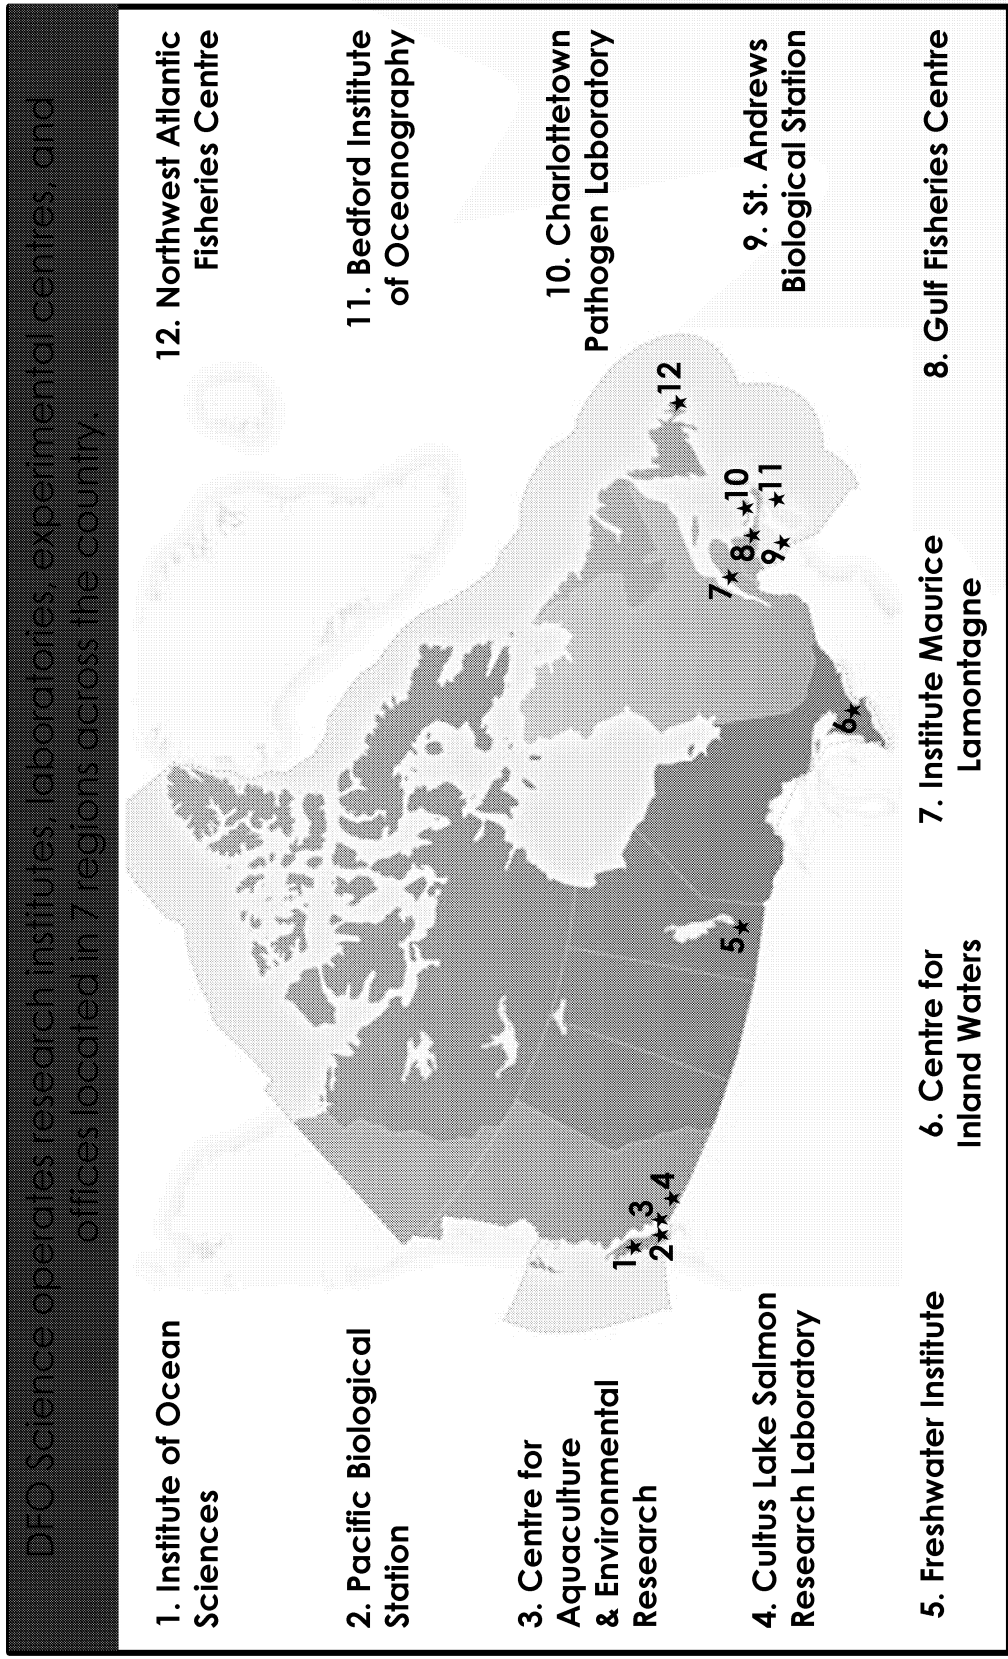 DFO Science operates research institutes, laboratories, experimental centres, and
offices located in 7 regions across the country.
1. Institute of Ocean
Sciences
2. Pacific Biological
Station
3. Centre for
Aquaculture
& Environmental
Research
4. Cultus Lake Salmon
Research Laboratory
5. Freshwater Institute
6. Centre for
Inland Waters
7. Institute Maurice
Lamontagne
8. Gulf Fisheries Centre
9. St. Andrews
Biological Station
10. Charlottetown
Pathogen Laboratory
11. Bedford Institute
of Oceanography
12. Northwest Atlantic
Fisheries Centre
1
2
3
4
5
6
7
8
9
10
11
12